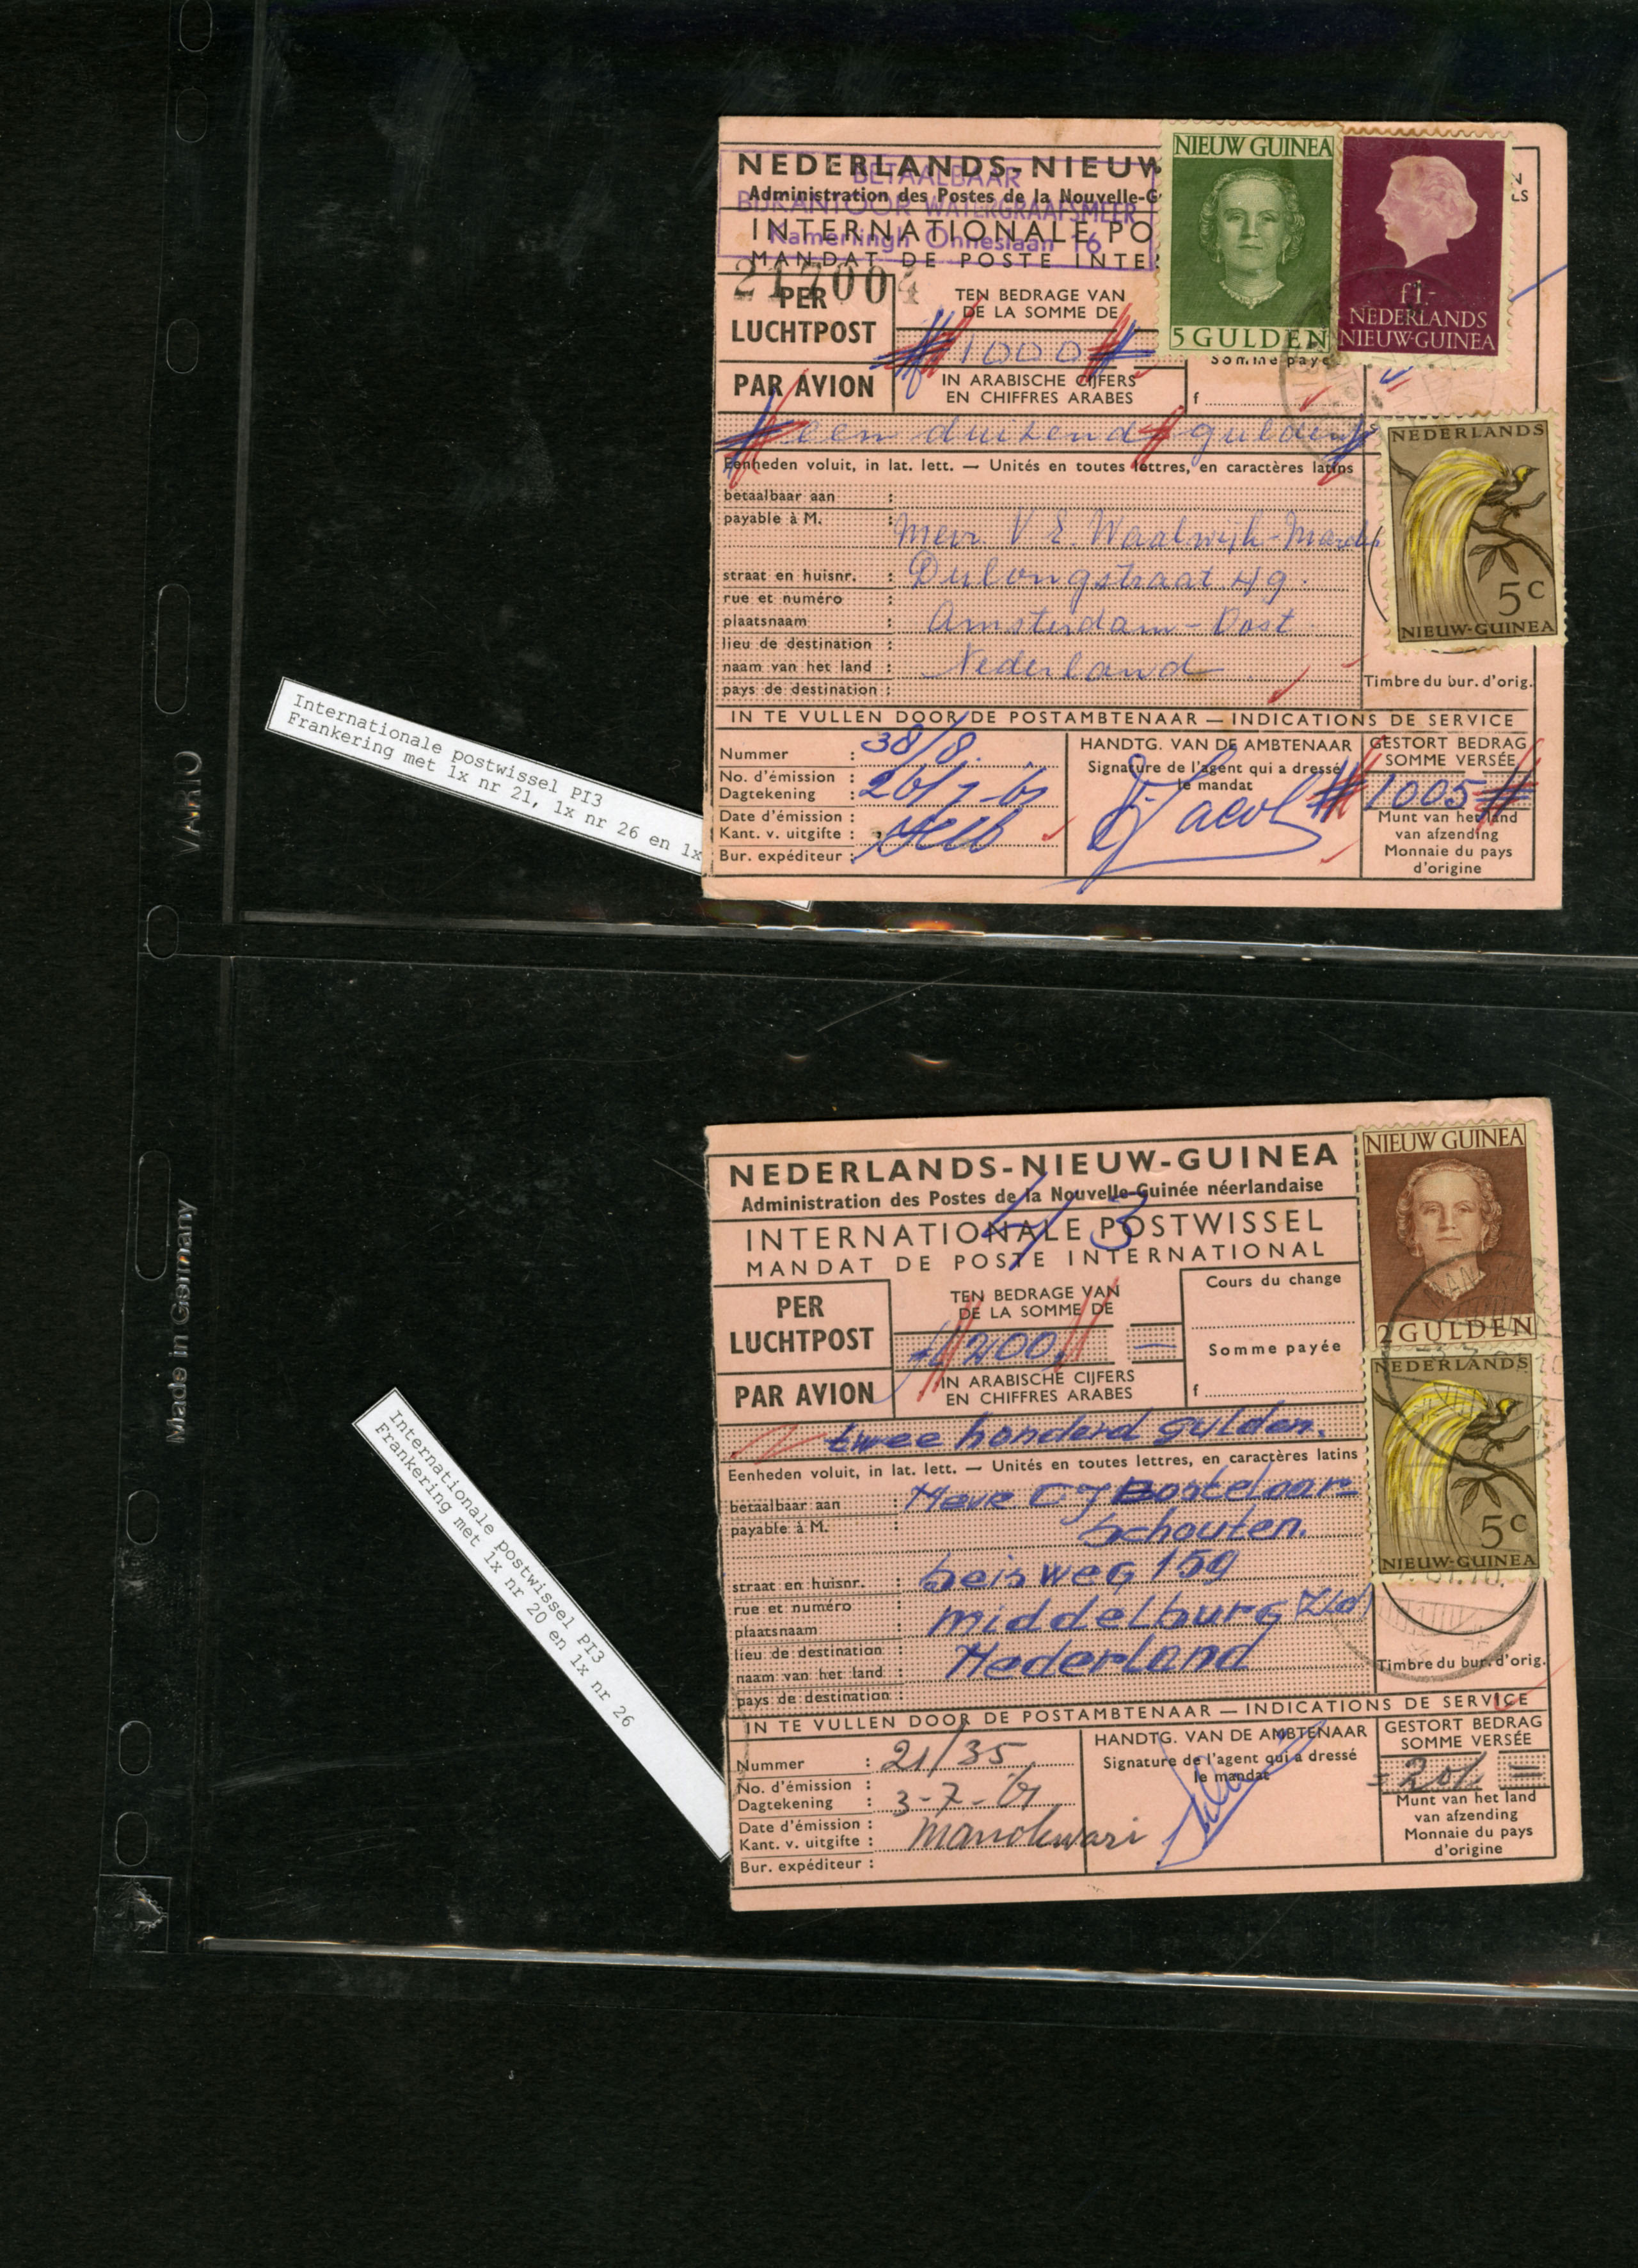 VARIO
Made in Germany
Internationale postwissel PI3
Frankering met 1x nr 21, 1x nr 26 en 1x
NEDERLANDS-NIEUW
Administration des Postes de la Nouvelle-G
INTERNATIONALE PO
MANDAT DE POSTE INTE
BETAALBAAR
BIJKANTOOR WATERGRAAFSMEER
Kamerlingh Onneslaan 16
217004
NIEUW GUINEA
5 GULDEN
f1.-
NEDERLANDS
NIEUW-GUINEA
LS
PER
LUCHTPOST
PAR AVION
TEN BEDRAGE VAN
DE LA SOMME DE
1000
IN ARABISCHE CIJFERS
EN CHIFFRES ARABES
Somme payé
f
een duizend gulden
Eenheden voluit, in lat. lett. — Unités en toutes lettres, en caractères latins
betaalbaar aan :
payable à M. : Mevr. V E. Waalwijk-
straat en huisnr. : Dulongstraat 49.
rue et numéro :
plaatsnaam : Amsterdam-Oost
lieu de destination :
naam van het land : Nederland
pays de destination :
NEDERLANDS
5c
NIEUW-GUINEA
Timbre du bur. d'orig.
IN TE VULLEN DOOR DE POSTAMBTENAAR — INDICATIONS DE SERVICE
Nummer : 38/8.
No. d'émission :
Dagtekening :
Date d'émission :
Kant. v. uitgifte :
Bur. expéditeur :
HANDTG. VAN DE AMBTENAAR
Signature de l'agent qui a dressé
le mandat
GESTORT BEDRAG
SOMME VERSÉE
1005
Munt van het land
van afzending
Monnaie du pays
d'origine
Internationale postwissel PI3
Frankering met 1x nr 20 en 1x nr 26
NEDERLANDS-NIEUW-GUINEA
Administration des Postes de la Nouvelle-Guinée néerlandaise
INTERNATIONALE POSTWISSEL
MANDAT DE POSTE INTERNATIONAL
NIEUW GUINEA
2 GULDEN
PER
LUCHTPOST
PAR AVION
TEN BEDRAGE VAN
DE LA SOMME DE
200
IN ARABISCHE CIJFERS
EN CHIFFRES ARABES
Cours du change
Somme payée
f
twee honderd gulden.
Eenheden voluit, in lat. lett. — Unités en toutes lettres, en caractères latins
betaalbaar aan : Mevr CJ Bostelaar-
payable à M. : Schouten.
straat en huisnr. : Seisweg 159
rue et numéro :
plaatsnaam : middelburg Zld
lieu de destination :
naam van het land : Nederland
pays de destination :
NEDERLANDS
5c
NIEUW-GUINEA
Timbre du bur. d'orig.
IN TE VULLEN DOOR DE POSTAMBTENAAR — INDICATIONS DE SERVICE
Nummer : 21/35
No. d'émission :
Dagtekening : 3-7-61
Date d'émission :
Kant. v. uitgifte : Manokwari
Bur. expéditeur :
HANDTG. VAN DE AMBTENAAR
Signature de l'agent qui a dressé
le mandat
GESTORT BEDRAG
SOMME VERSÉE
201
Munt van het land
van afzending
Monnaie du pays
d'origine